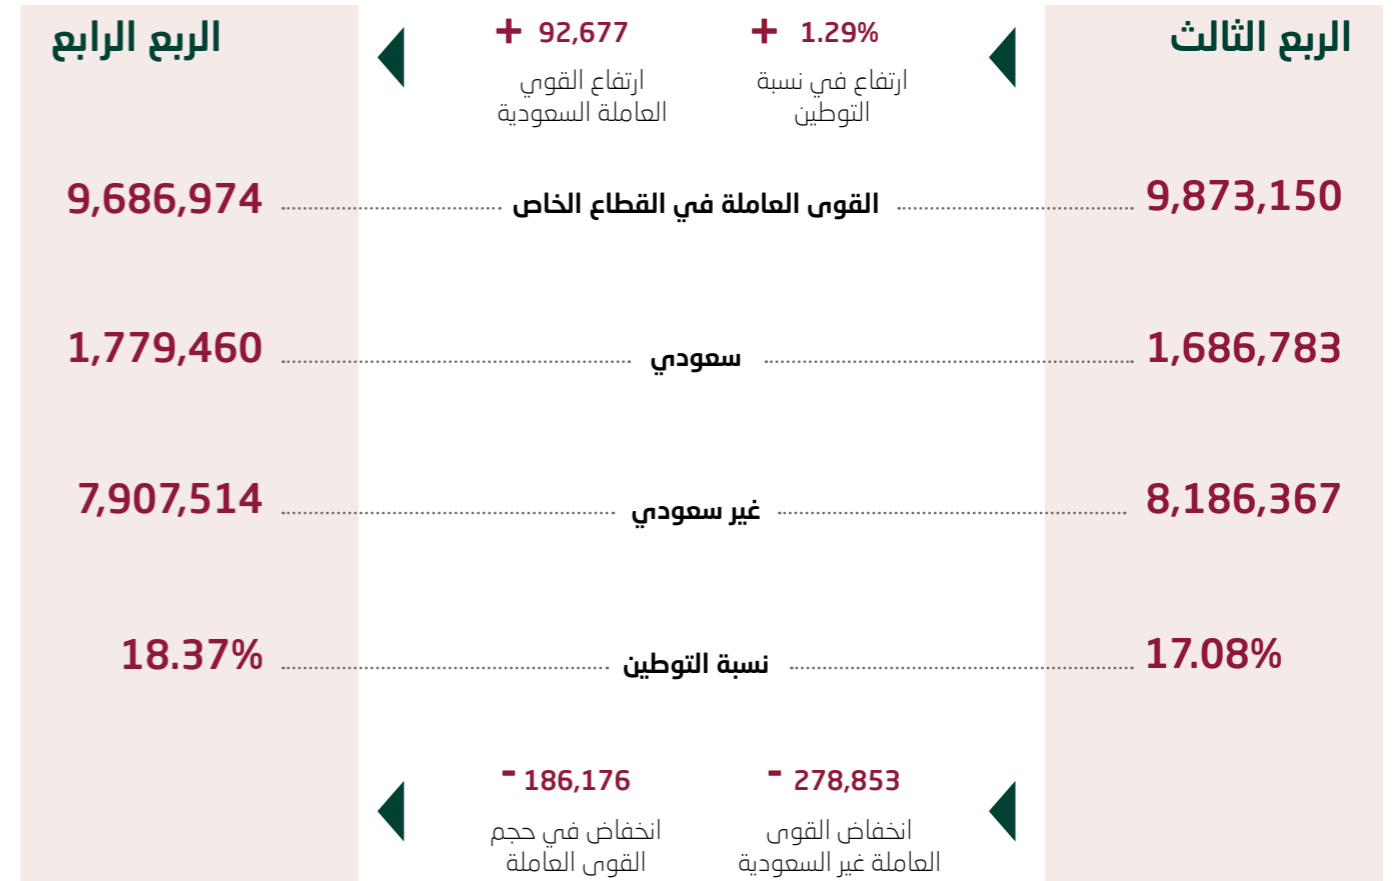 الربع الثالث
+ 1.29%
ارتفاع في نسبة
التوطين
+ 92,677
ارتفاع القوى
العاملة السعودية
الربع الرابع
9,873,150 القوى العاملة في القطاع الخاص 9,686,974
1,686,783 سعودي 1,779,460
8,186,367 غير سعودي 7,907,514
17.08% نسبة التوطين 18.37%
- 278,853
انخفاض القوى
العاملة غير السعودية
- 186,176
انخفاض في حجم
القوى العاملة